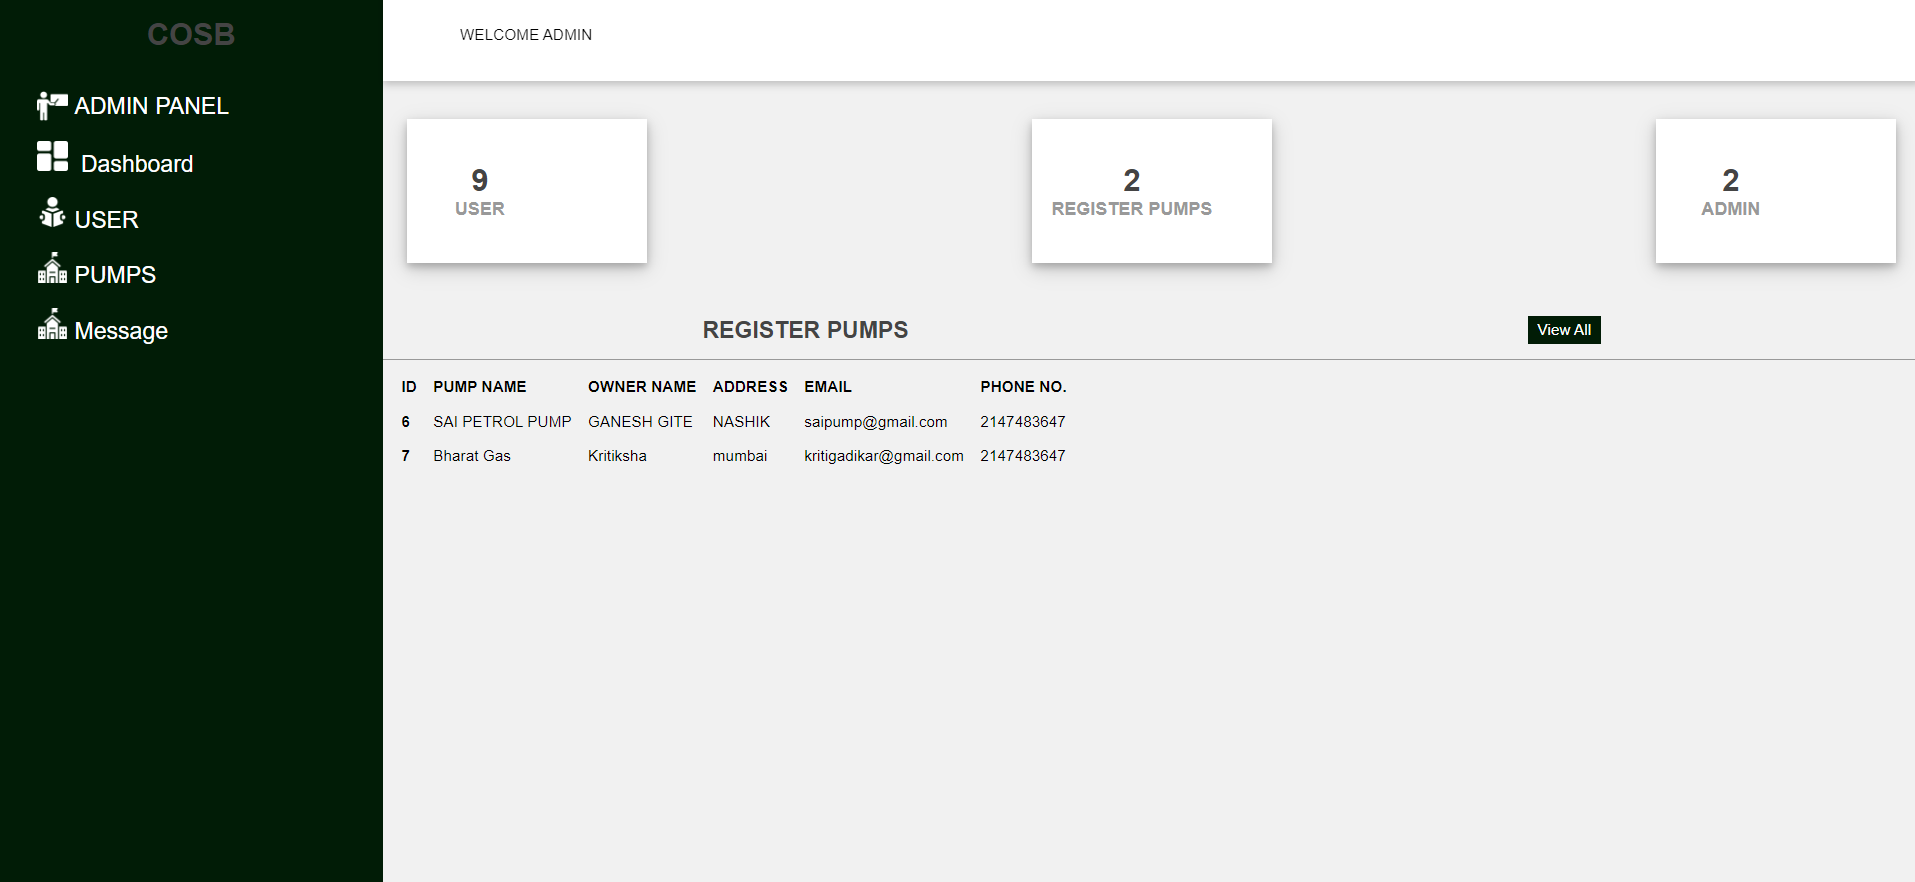 COSB
ADMIN PANEL
Dashboard
USER
PUMPS
Message
WELCOME ADMIN
9
USER
2
REGISTER PUMPS
2
ADMIN
REGISTER PUMPS
View All
ID PUMP NAME OWNER NAME ADDRESS EMAIL PHONE NO.
6 SAI PETROL PUMP GANESH GITE NASHIK saipump@gmail.com 2147483647
7 Bharat Gas Kritiksha mumbai kritigadikar@gmail.com 2147483647